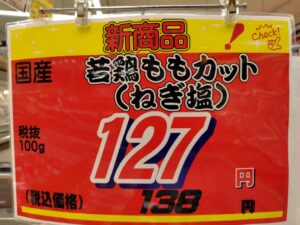 新商品
check!
国産
若鶏ももカット
(ねぎ塩)
税抜
100g
127
円
(税込価格)
138
円